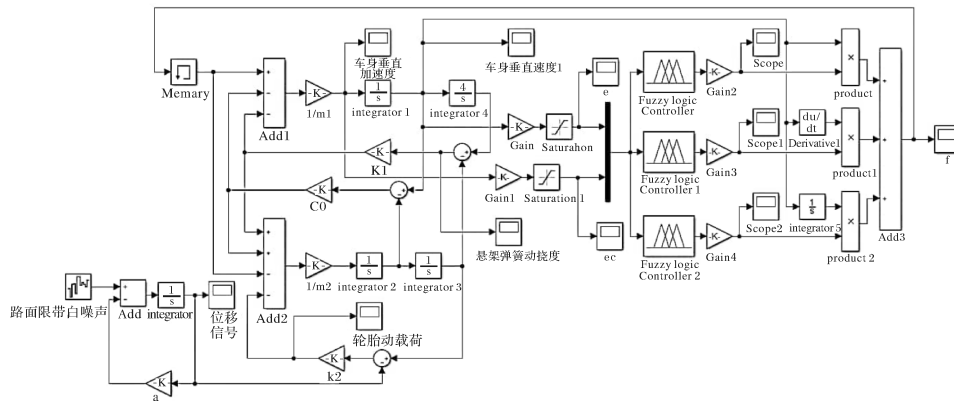 Memary
+
−
−
Add1
-K-
1/m1
车身垂直
加速度
1
s
integrator 1
4
s
integrator 4
车身垂直速度1
-K-
K1
-K-
C0
-K-
Gain
Saturahon
-K-
Gain1
Saturation 1
e
ec
悬架弹簧动挠度
Fuzzy logic
Controller
-K-
Gain2
Scope
×
product
Fuzzy logic
Controller 1
-K-
Gain3
Scope1
du/
dt
Derivative1
×
product1
Fuzzy logic
Controller 2
-K-
Gain4
Scope2
1
s
integrator 5
×
product 2
+
+
+
Add3
f
路面限带白噪声
Add
1
s
integrator
位移
信号
Add2
-K-
1/m2
1
s
integrator 2
1
s
integrator 3
轮胎动载荷
-K-
k2
-K-
a